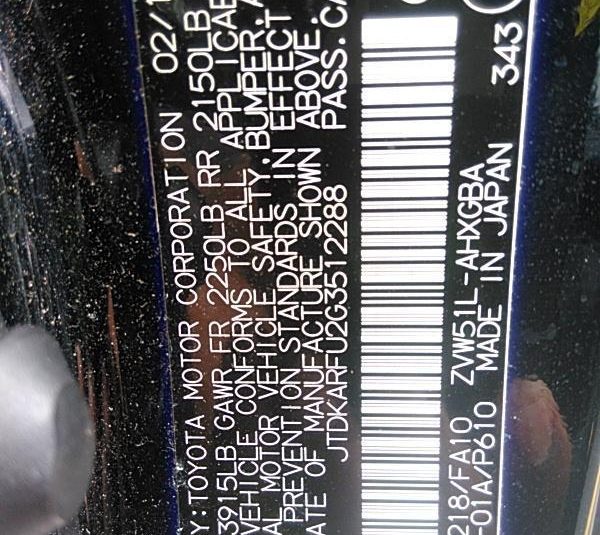 Y:TOYOTA MOTOR CORPORATION 02/1
3915LB GAWR FR 2250LB RR 2150LB
VEHICLE CONFORMS TO ALL APPLICAB
AL MOTOR VEHICLE SAFETY,BUMPER,A
PREVENTION STANDARDS IN EFFECT
ATE OF MANUFACTURE SHOWN ABOVE.
JTDKARFU2G3512288 PASS.CA
218/FA10 ZVW51L-AHXGBA
-01A/P610 MADE IN JAPAN 343